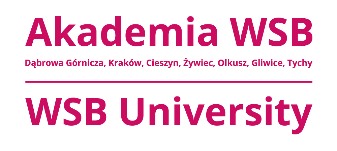 Akademia WSB
Dąbrowa Górnicza, Kraków, Cieszyn, Żywiec, Olkusz, Gliwice, Tychy
WSB University